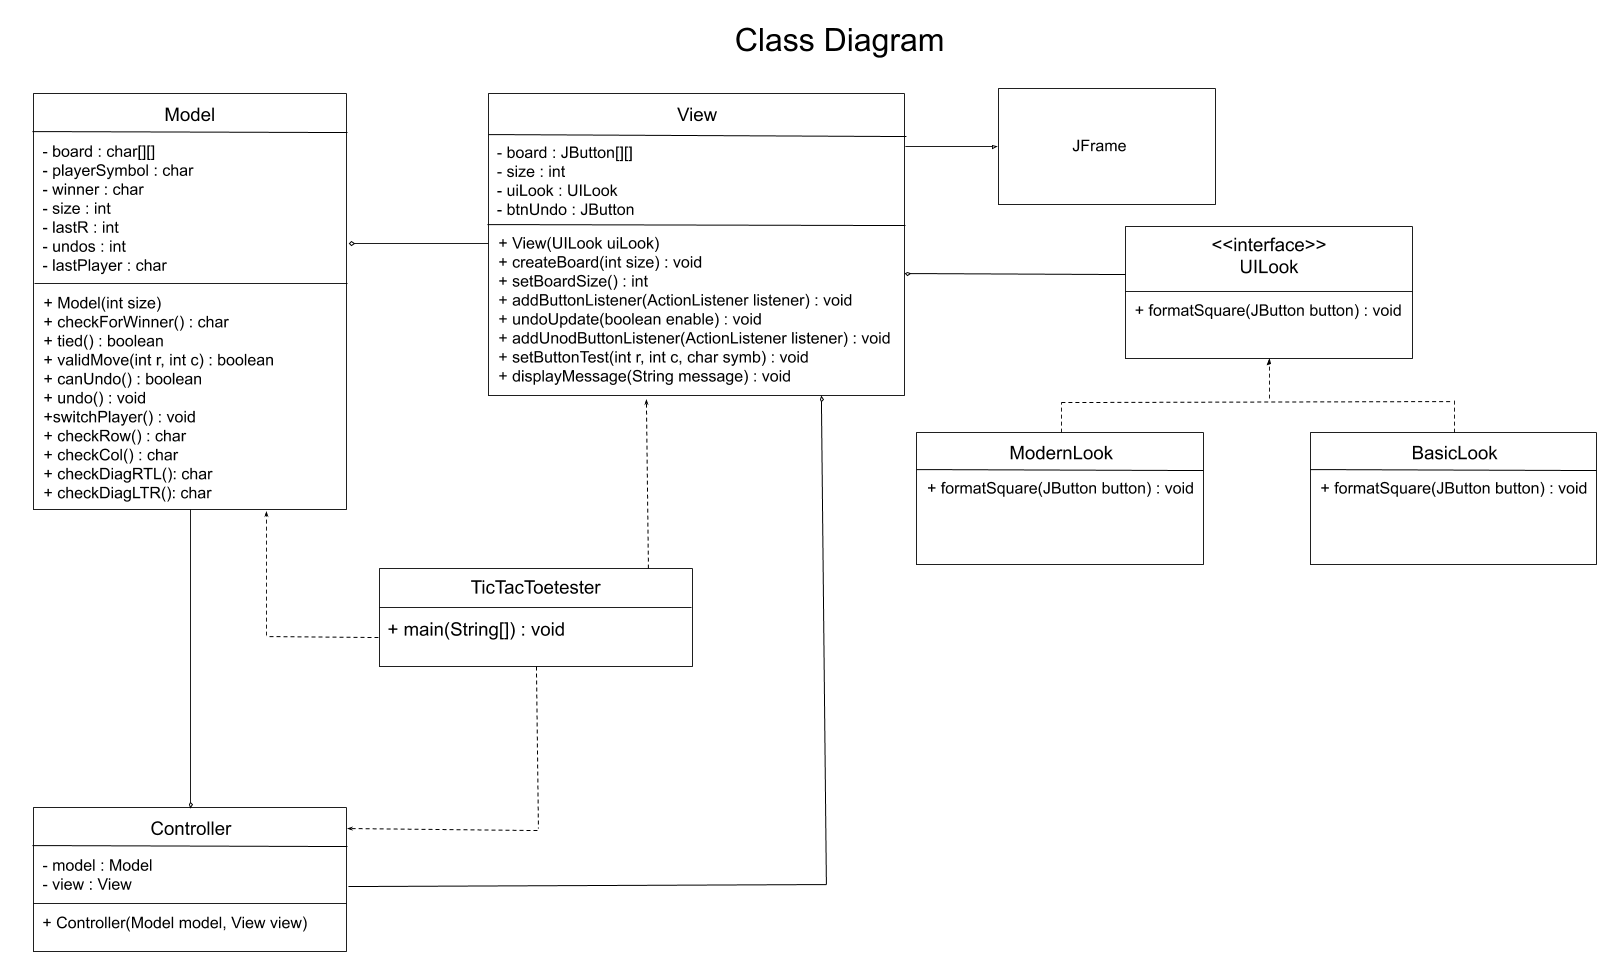 Class Diagram
Model
- board : char[][]
- playerSymbol : char
- winner : char
- size : int
- lastR : int
- undos : int
- lastPlayer : char
+ Model(int size)
+ checkForWinner() : char
+ tied() : boolean
+ validMove(int r, int c) : boolean
+ canUndo() : boolean
+ undo() : void
+switchPlayer() : void
+ checkRow() : char
+ checkCol() : char
+ checkDiagRTL(): char
+ checkDiagLTR(): char
View
- board : JButton[][]
- size : int
- uiLook : UILook
- btnUndo : JButton
+ View(UILook uiLook)
+ createBoard(int size) : void
+ setBoardSize() : int
+ addButtonListener(ActionListener listener) : void
+ undoUpdate(boolean enable) : void
+ addUnodButtonListener(ActionListener listener) : void
+ setButtonTest(int r, int c, char symb) : void
+ displayMessage(String message) : void
JFrame
<<interface>>
UILook
+ formatSquare(JButton button) : void
ModernLook
+ formatSquare(JButton button) : void
BasicLook
+ formatSquare(JButton button) : void
TicTacToetester
+ main(String[]) : void
Controller
- model : Model
- view : View
+ Controller(Model model, View view)